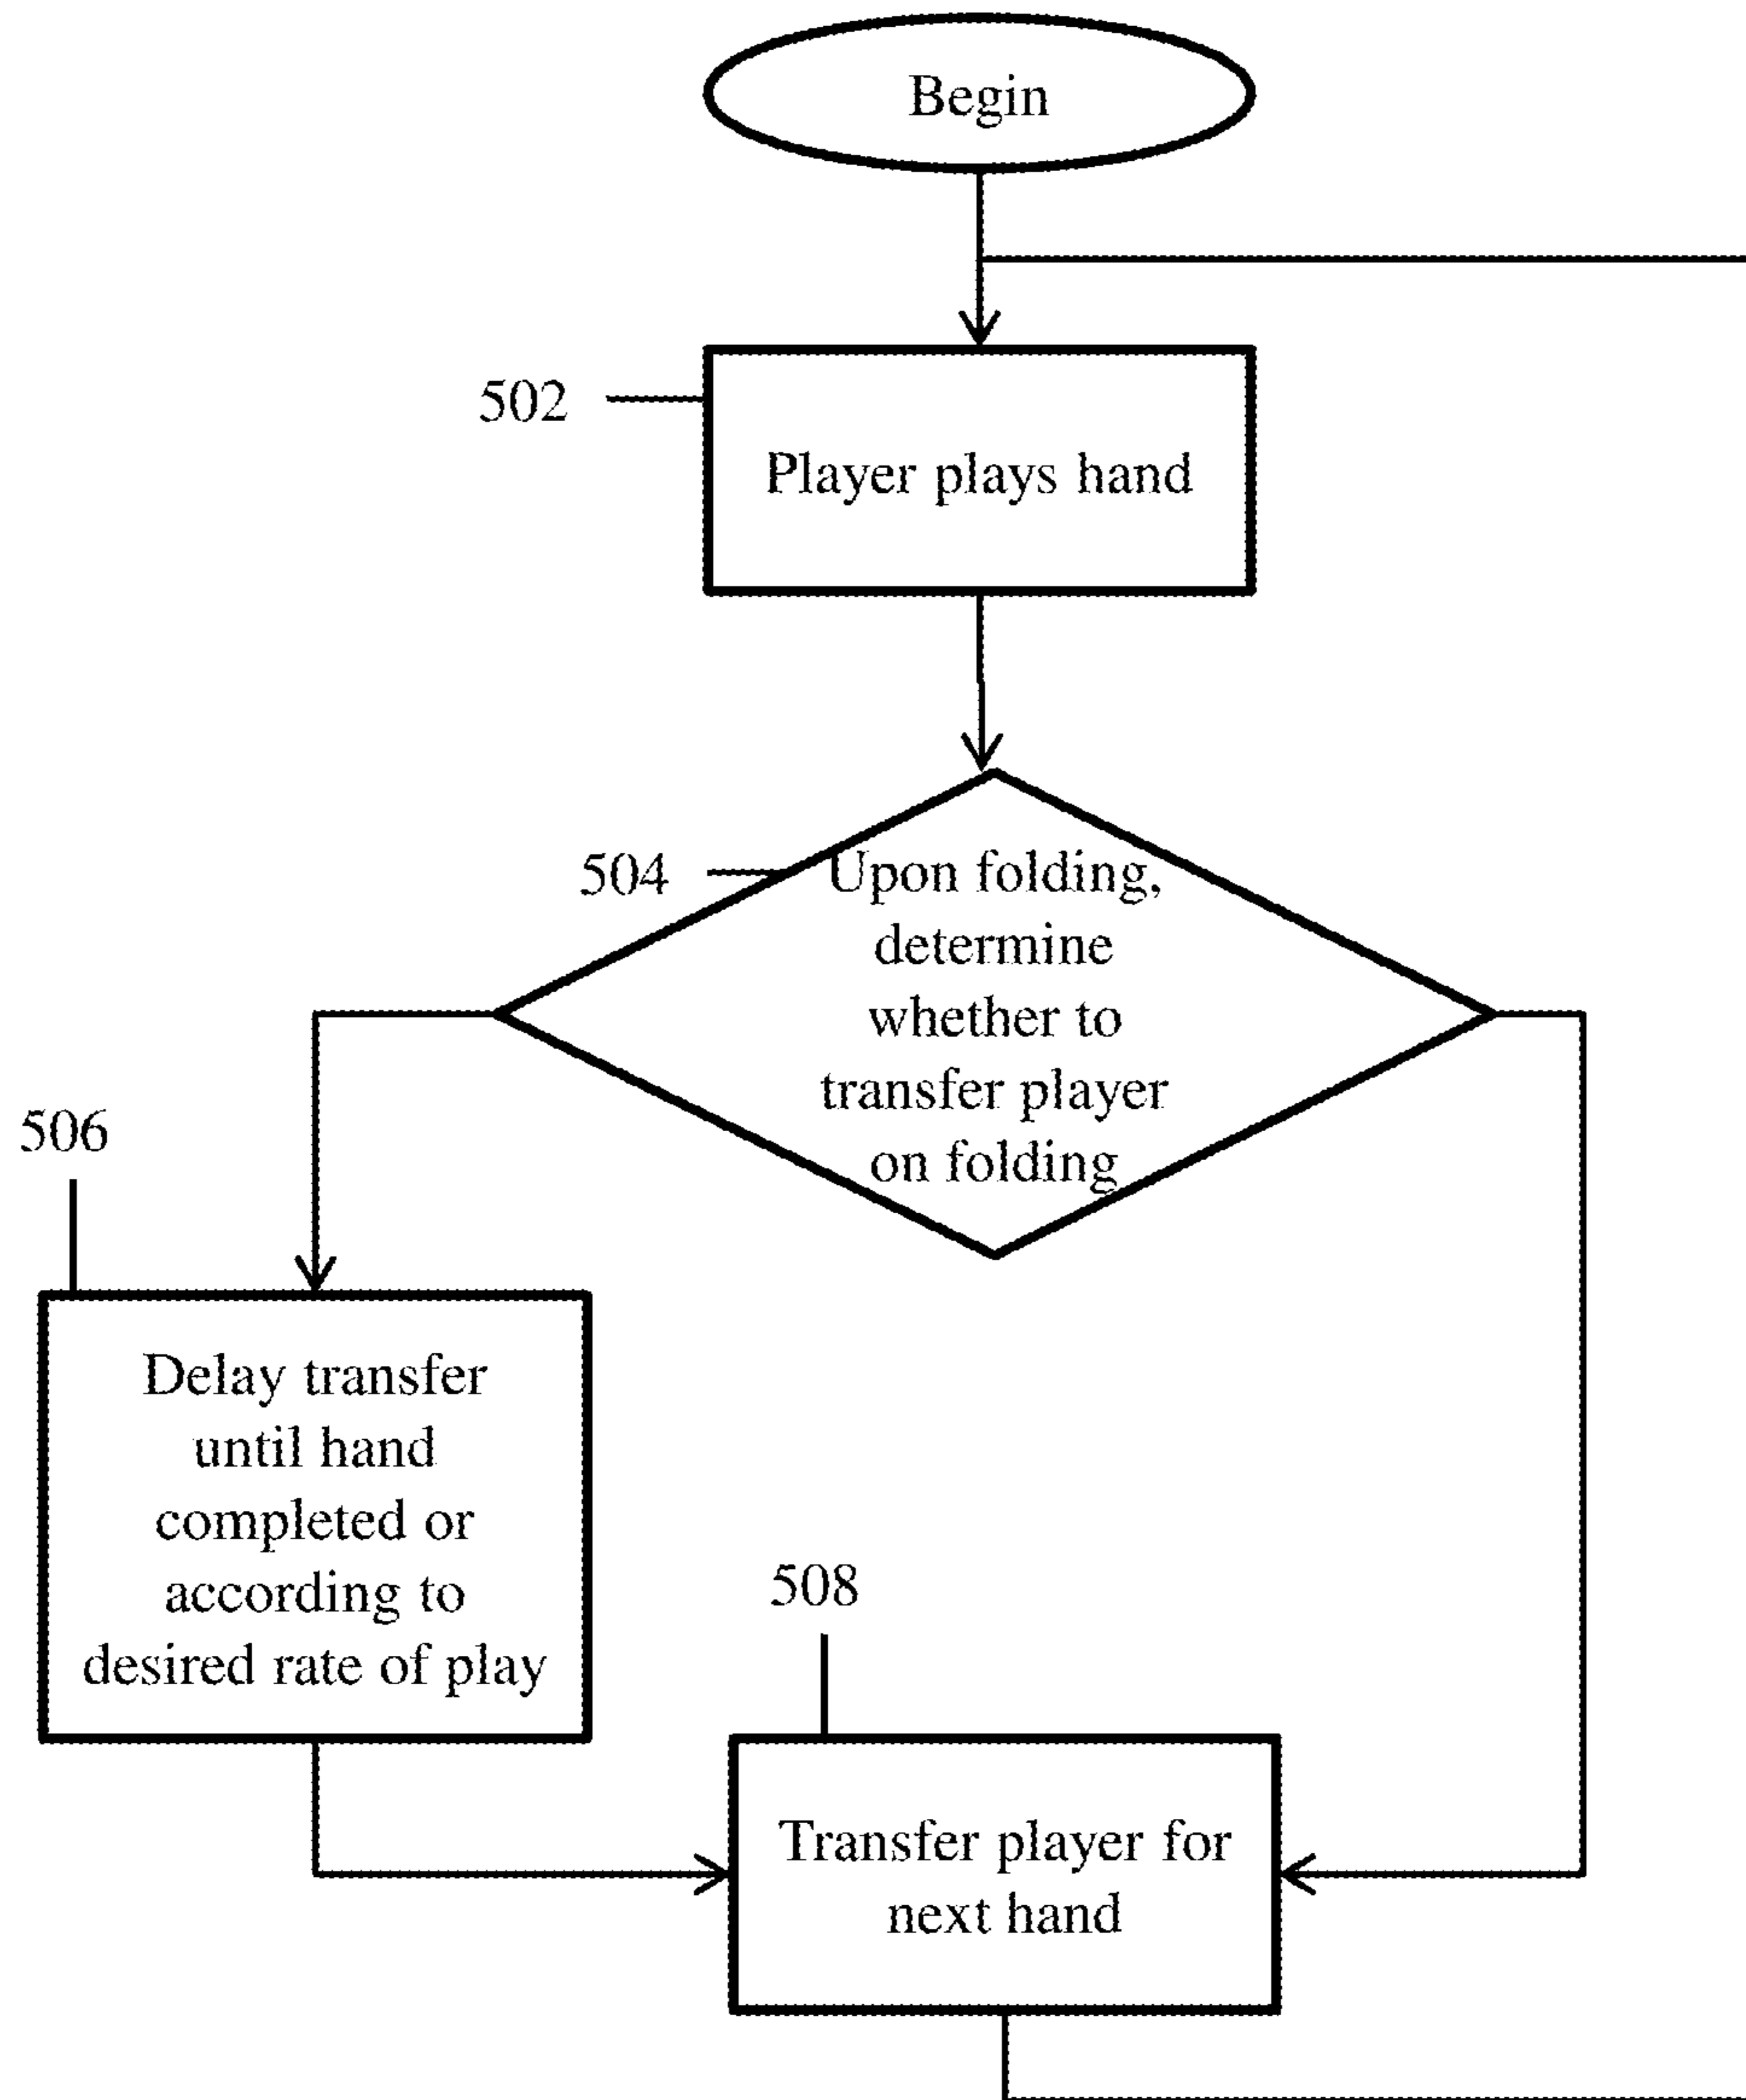 Begin
502
Player plays hand
504
Upon folding,
determine
whether to
transfer player
on folding
506
Delay transfer
until hand
completed or
according to
desired rate of play
508
Transfer player for
next hand